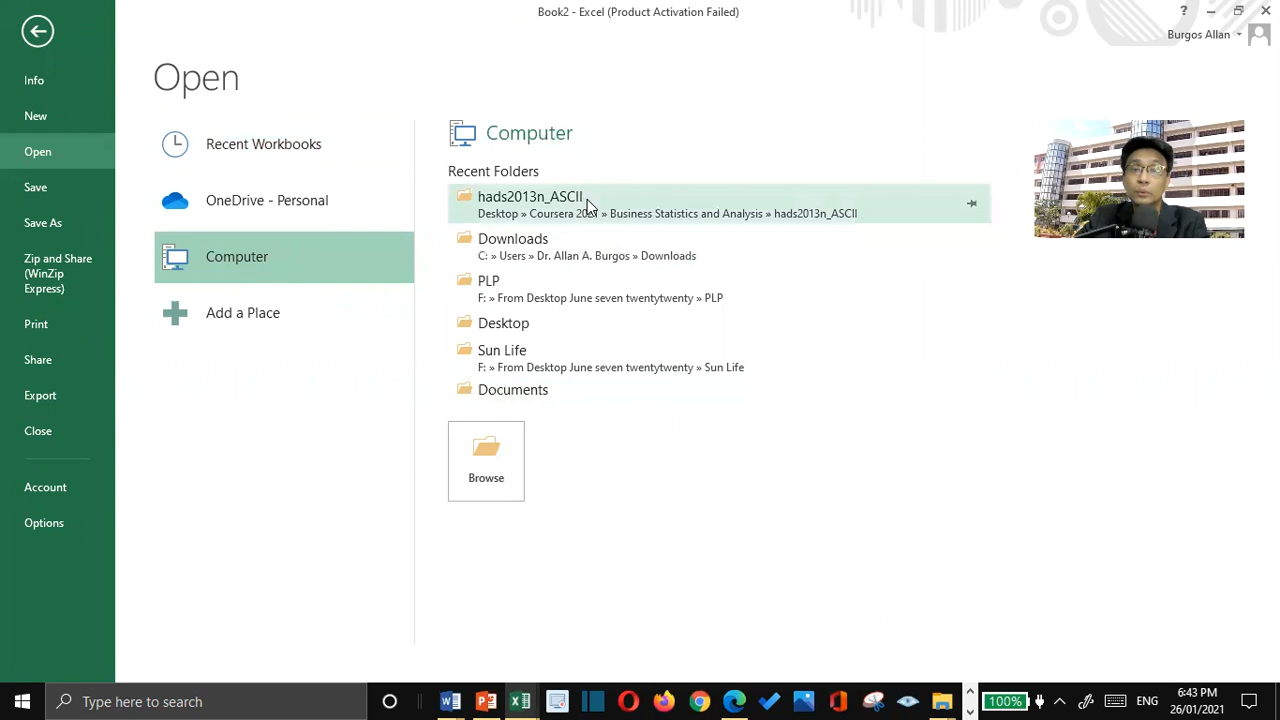 Book2 - Excel (Product Activation Failed)
?
Burgos Allan
Info
New
Open
Save
Save As
Zip and Share
(WinZip
Express)
Print
Share
Export
Close
Account
Options
Open
Recent Workbooks
OneDrive - Personal
Computer
Add a Place
Computer
Recent Folders
hads2013n_ASCII
Desktop » Coursera » Business Statistics and Analysis » hads2013n_ASCII
Downloads
C: » Users » Dr. Allan A. Burgos » Downloads
PLP
F: » From Desktop June seven twentytwenty » PLP
Desktop
Sun Life
F: » From Desktop June seven twentytwenty » Sun Life
Documents
Browse
Type here to search
100%
ENG
6:43 PM
26/01/2021